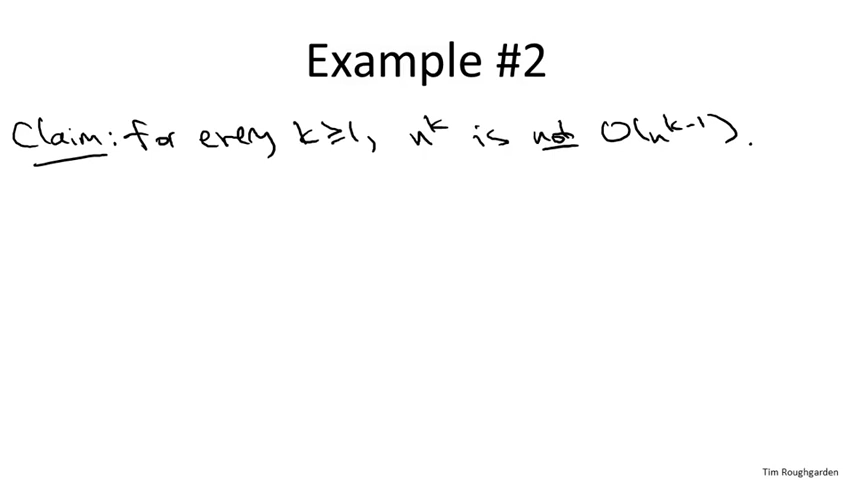 Example #2
Claim: for every k≥1, n^k is not O(n^k-1).
Tim Roughgarden